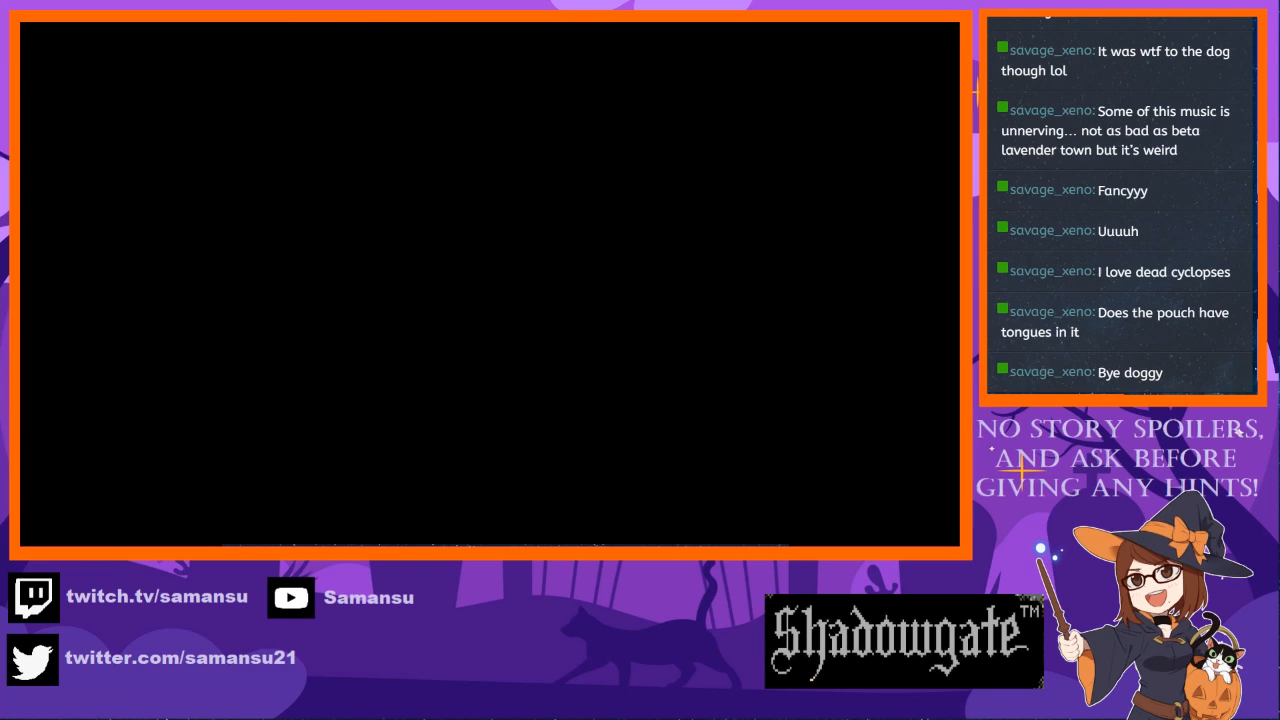 savage_xeno: It was wtf to the dog
though lol
savage_xeno: Some of this music is
unnerving... not as bad as beta
lavender town but it's weird
savage_xeno: Fancyyy
savage_xeno: Uuuuh
savage_xeno: I love dead cyclopses
savage_xeno: Does the pouch have
tongues in it
savage_xeno: Bye doggy
NO STORY SPOILERS,
AND ASK BEFORE
GIVING ANY HINTS!
twitch.tv/samansu
Samansu
twitter.com/samansu21
Shadowgate™